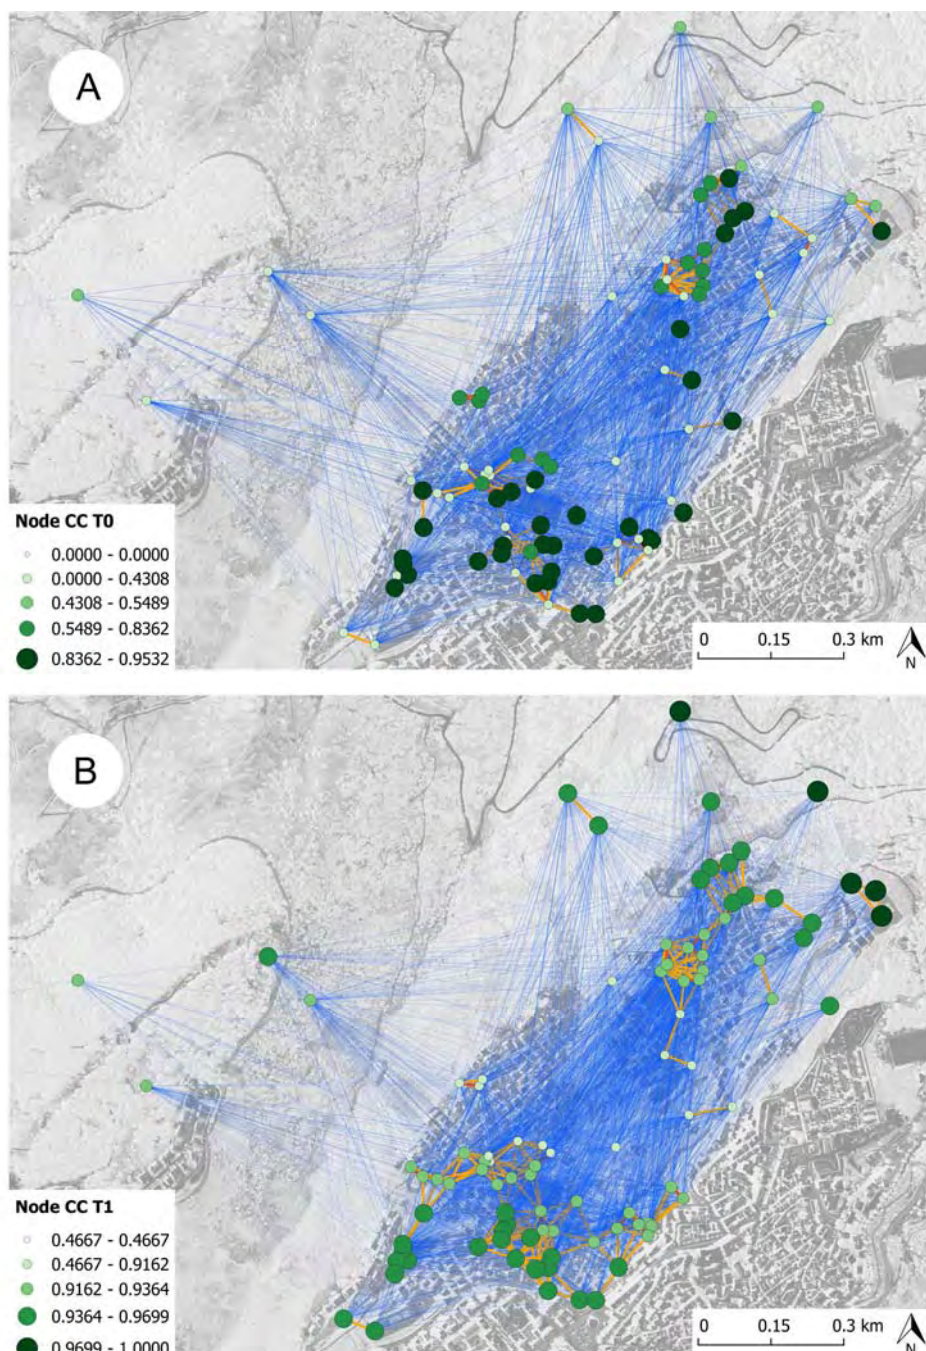 A
Node CC T0
0.0000 - 0.0000
0.0000 - 0.4308
0.4308 - 0.5489
0.5489 - 0.8362
0.8362 - 0.9532
0 0.15 0.3 km
N
B
Node CC T1
0.4667 - 0.4667
0.4667 - 0.9162
0.9162 - 0.9364
0.9364 - 0.9699
0.9699 - 1.0000
0 0.15 0.3 km
N